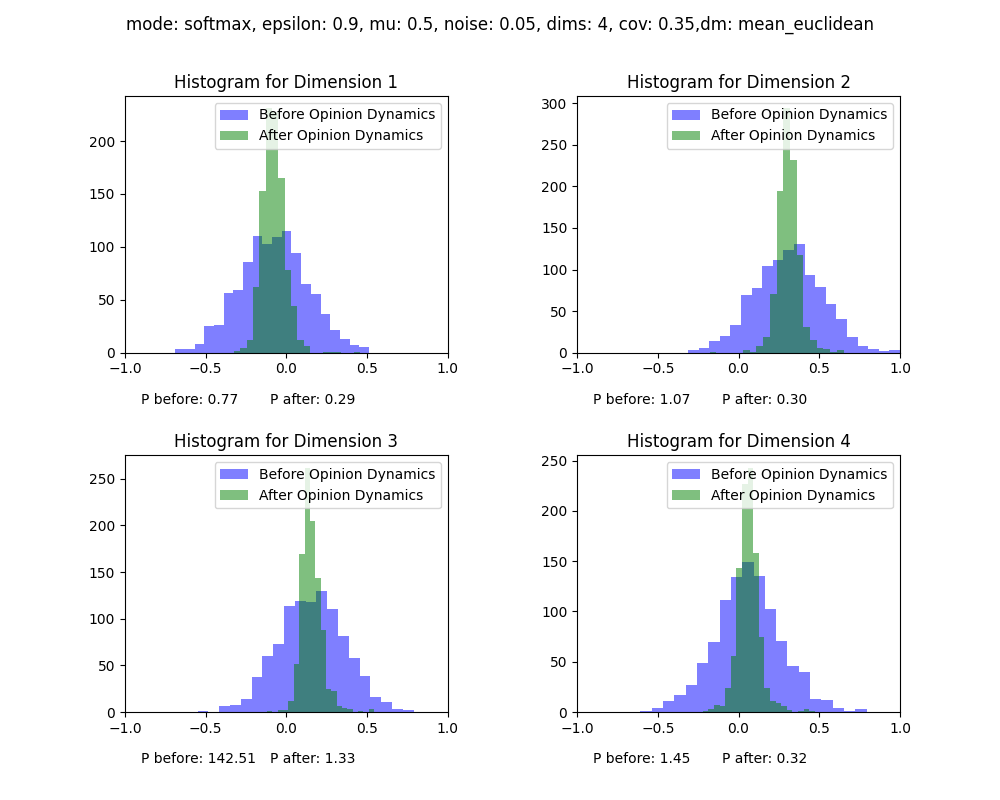 mode: softmax, epsilon: 0.9, mu: 0.5, noise: 0.05, dims: 4, cov: 0.35,dm: mean_euclidean
Histogram for Dimension 1
Before Opinion Dynamics
After Opinion Dynamics
200
150
100
50
0
−1.0 −0.5 0.0 0.5 1.0
P before: 0.77 P after: 0.29
Histogram for Dimension 2
Before Opinion Dynamics
After Opinion Dynamics
300
250
200
150
100
50
0
−1.0 −0.5 0.0 0.5 1.0
P before: 1.07 P after: 0.30
Histogram for Dimension 3
Before Opinion Dynamics
After Opinion Dynamics
250
200
150
100
50
0
−1.0 −0.5 0.0 0.5 1.0
P before: 142.51 P after: 1.33
Histogram for Dimension 4
Before Opinion Dynamics
After Opinion Dynamics
250
200
150
100
50
0
−1.0 −0.5 0.0 0.5 1.0
P before: 1.45 P after: 0.32